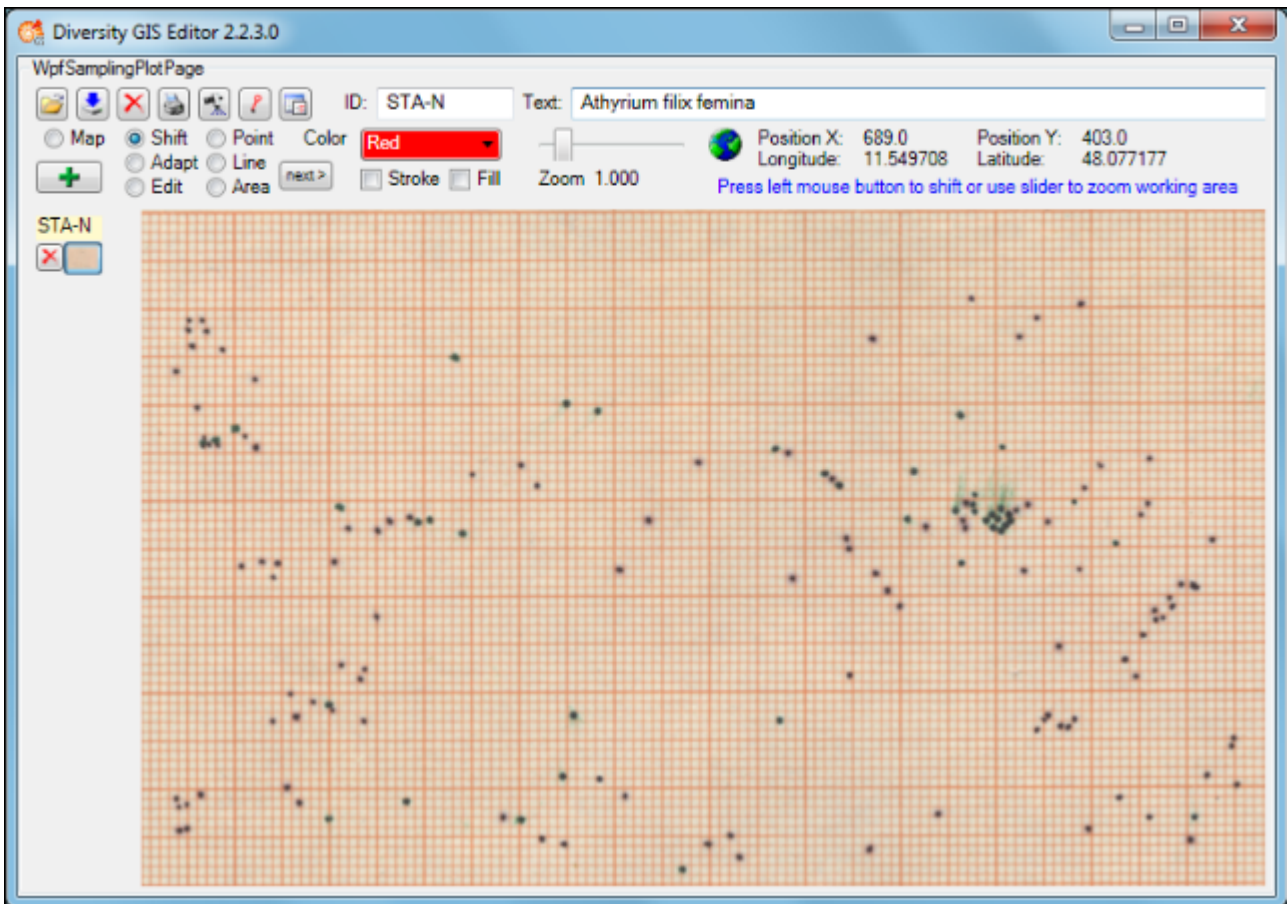 Diversity GIS Editor 2.2.3.0
WpfSamplingPlotPage
ID: STA-N Text: Athyrium filix femina
Map Shift Point Color Red Position X: 689.0 Position Y: 403.0
Adapt Line next > Longitude: 11.549708 Latitude: 48.077177
Edit Area Stroke Fill Zoom 1.000 Press left mouse button to shift or use slider to zoom working area
STA-N